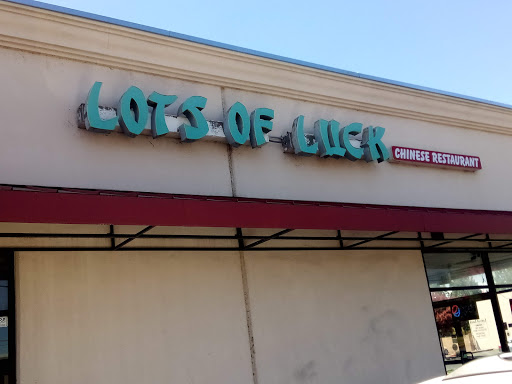 LOTS OF LUCK
CHINESE RESTAURANT